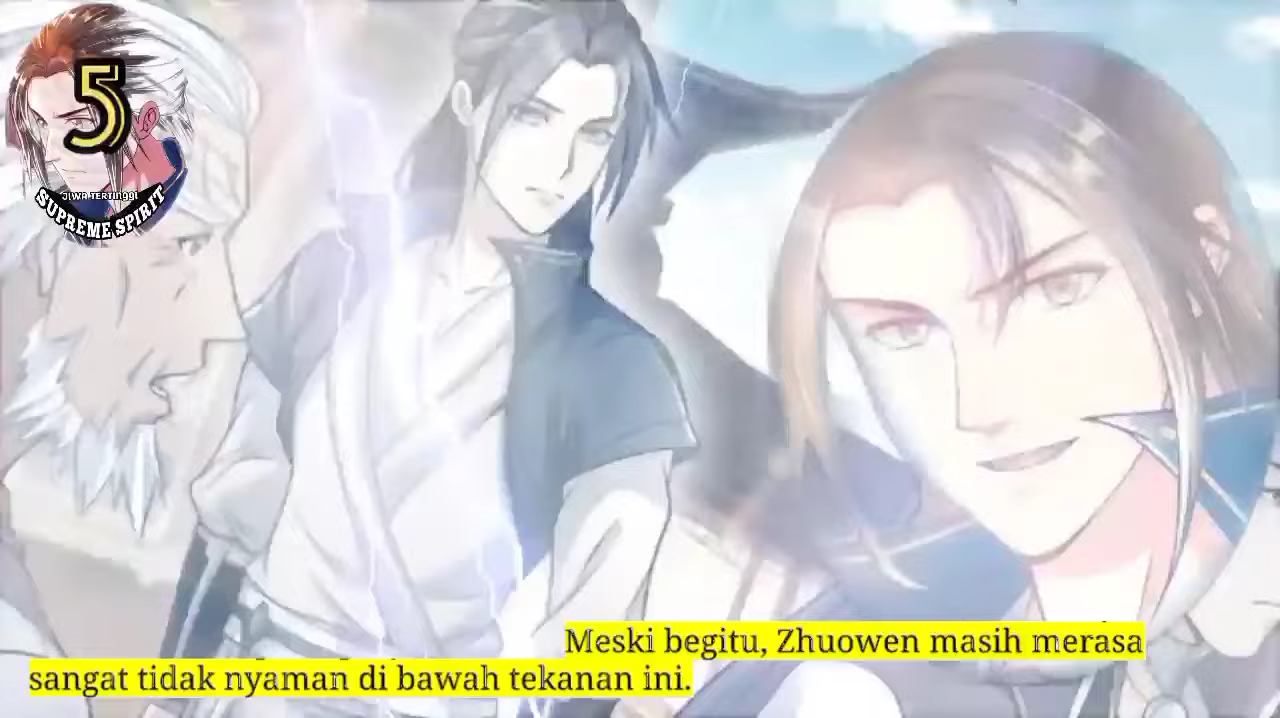 5
JIWA TERTINGGI
SUPREME SPIRIT
Meski begitu, Zhuowen masih merasa
sangat tidak nyaman di bawah tekanan ini.